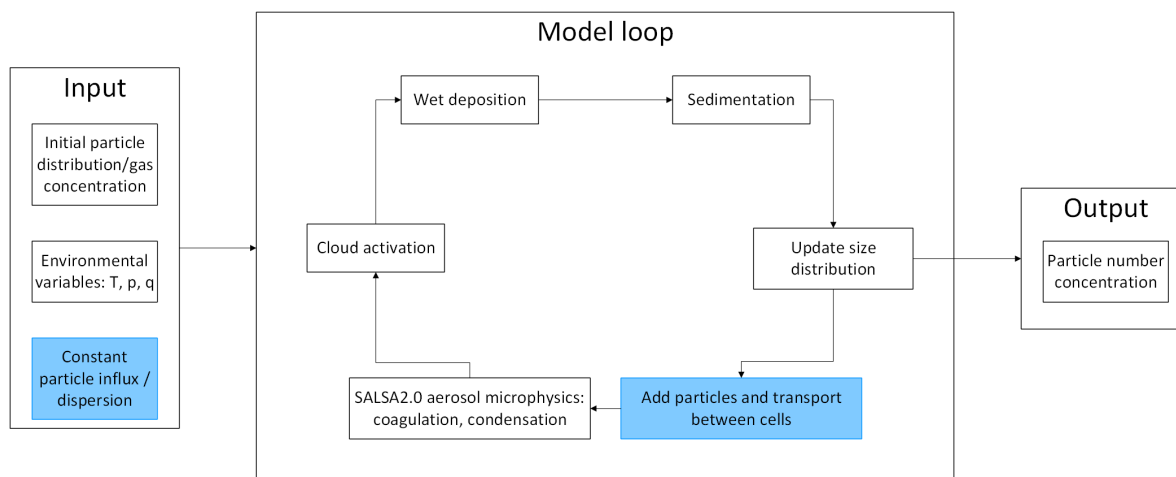 Input
Initial particle
distribution/gas
concentration
Environmental
variables: T, p, q
Constant
particle influx /
dispersion
Model loop
Wet deposition
Sedimentation
Cloud activation
Update size
distribution
SALSA2.0 aerosol microphysics:
coagulation, condensation
Add particles and transport
between cells
Output
Particle number
concentration